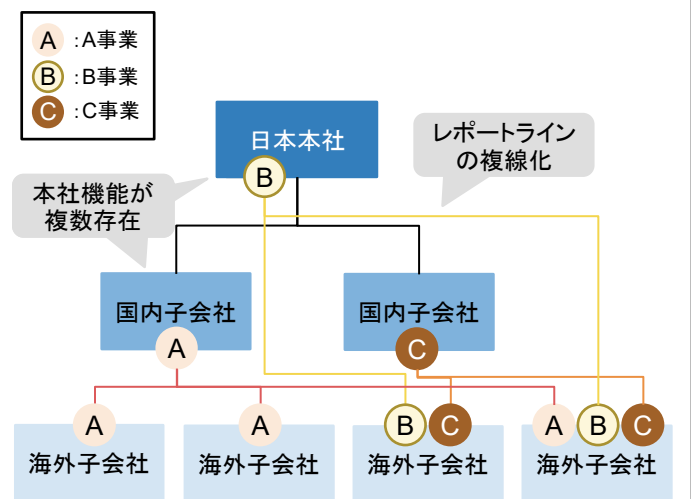 A :A事業
B :B事業
C :C事業
日本本社
B
レポートライン
の複線化
本社機能が
複数存在
国内子会社
A
国内子会社
C
A
海外子会社
A
海外子会社
B C
海外子会社
A B C
海外子会社